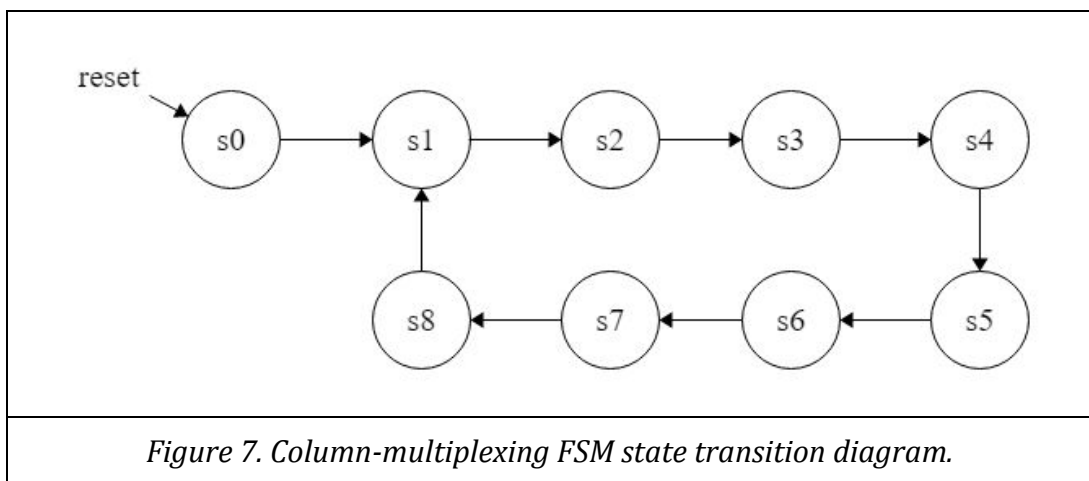 reset
s0 s1 s2 s3 s4
s8 s7 s6 s5
Figure 7. Column-multiplexing FSM state transition diagram.